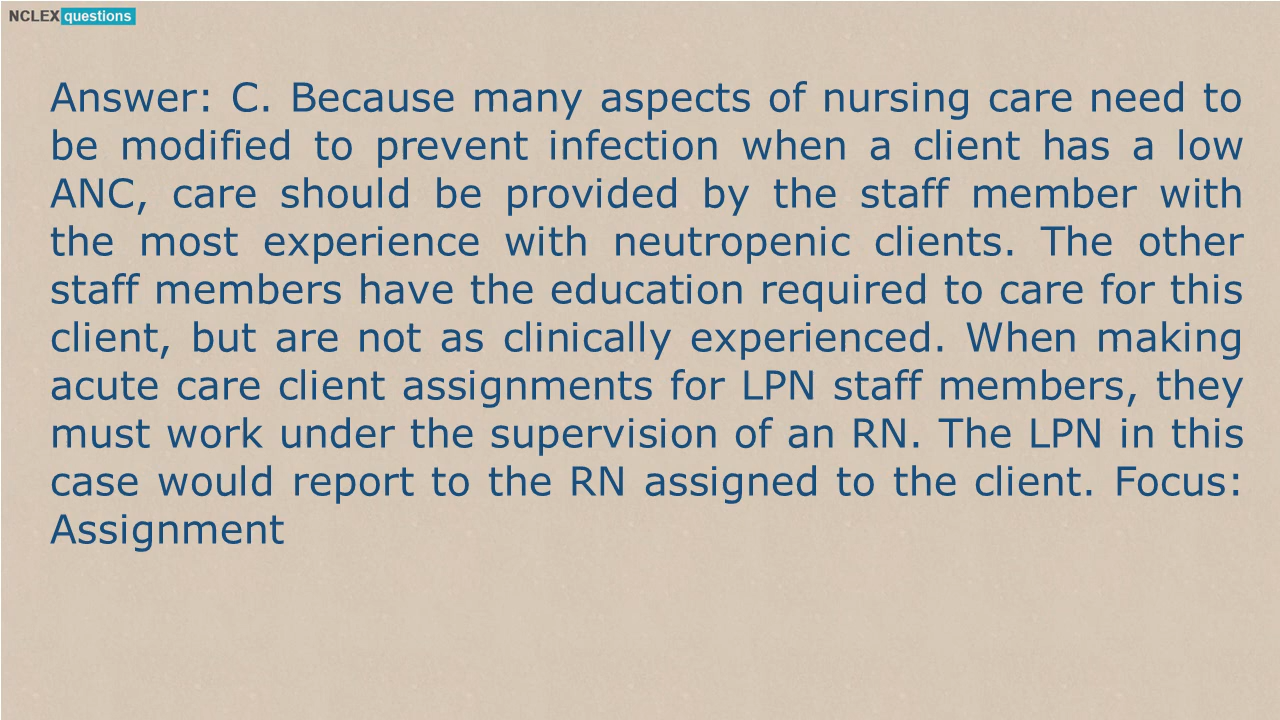 NCLEX questions
Answer: C. Because many aspects of nursing care need to
be modified to prevent infection when a client has a low
ANC, care should be provided by the staff member with
the most experience with neutropenic clients. The other
staff members have the education required to care for this
client, but are not as clinically experienced. When making
acute care client assignments for LPN staff members, they
must work under the supervision of an RN. The LPN in this
case would report to the RN assigned to the client. Focus:
Assignment